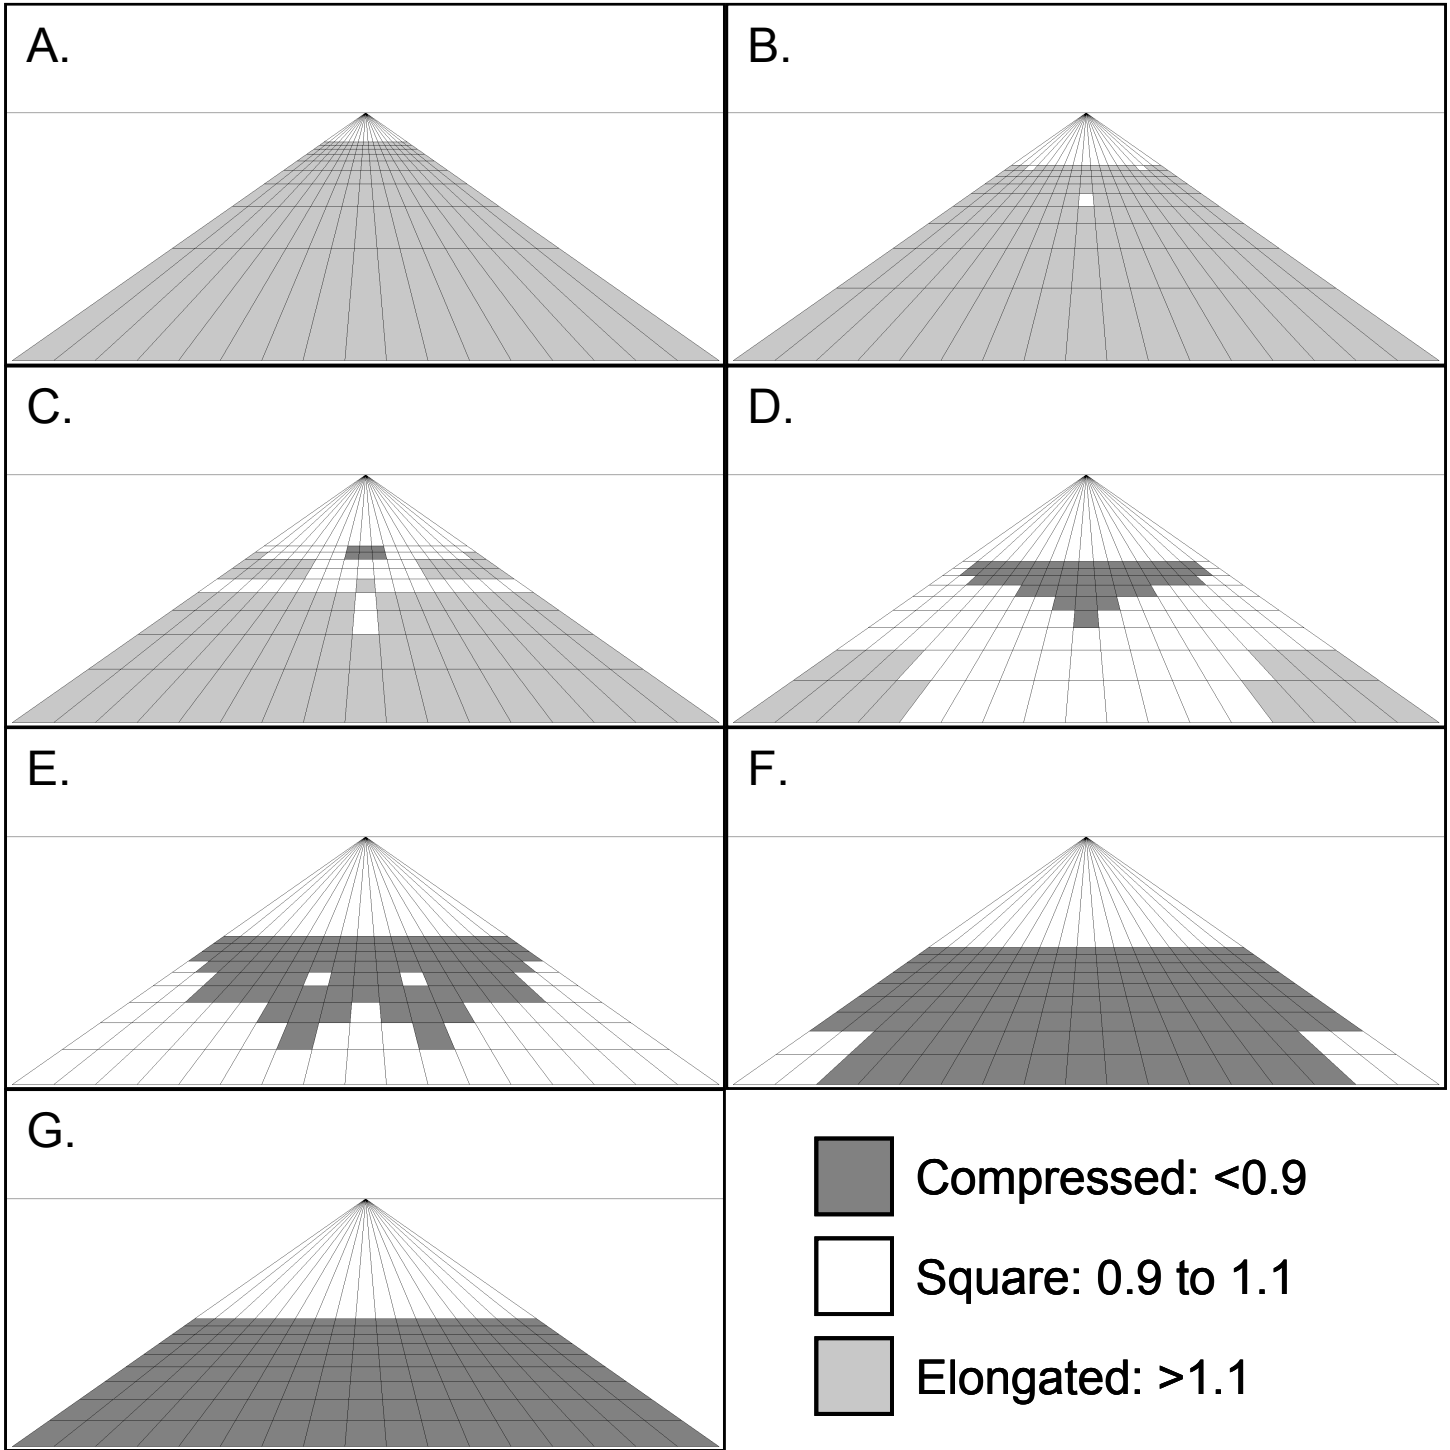 A.
B.
C.
D.
E.
F.
G.
Compressed: <0.9
Square: 0.9 to 1.1
Elongated: >1.1